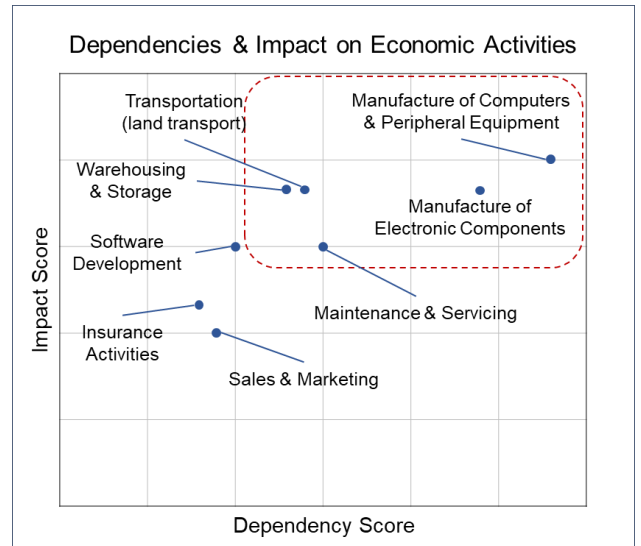 Dependencies & Impact on Economic Activities
Transportation
(land transport)
Manufacture of Computers
& Peripheral Equipment
Warehousing
& Storage
Manufacture of
Electronic Components
Software
Development
Maintenance & Servicing
Insurance
Activities
Sales & Marketing
Impact Score
Dependency Score